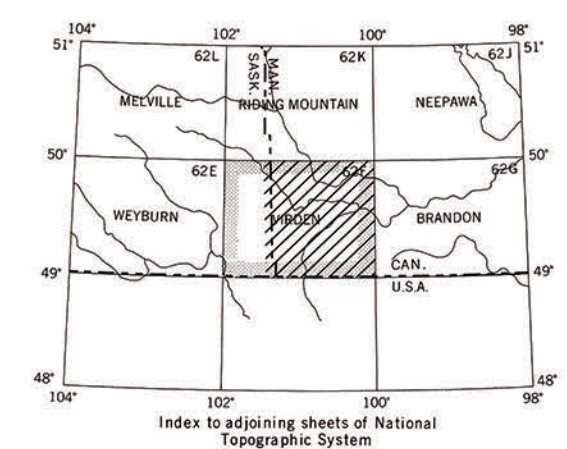 104° 102° 100° 98°
51° 62L 62K 62J 51°
SASK. MAN.
MELVILLE RIDING MOUNTAIN NEEPAWA
50° 62E 62F 62G 50°
WEYBURN VIRDEN BRANDON
49° CAN. 49°
U.S.A.
48° 48°
104° 102° 100° 98°
Index to adjoining sheets of National
Topographic System